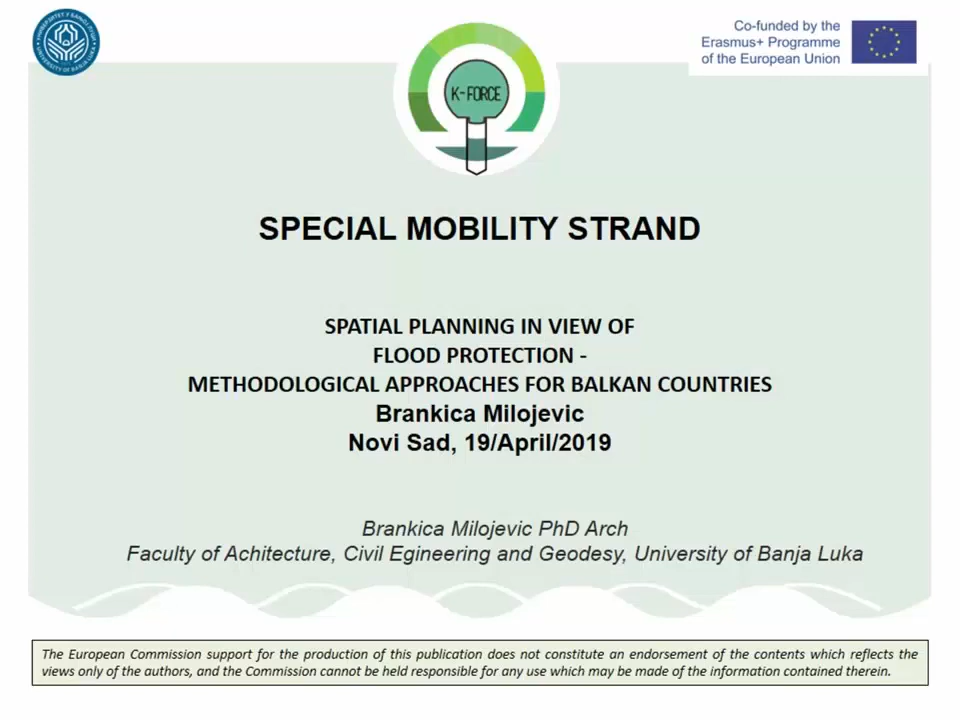 Co-funded by the
Erasmus+ Programme
of the European Union
K-FORCE
SPECIAL MOBILITY STRAND
SPATIAL PLANNING IN VIEW OF
FLOOD PROTECTION -
METHODOLOGICAL APPROACHES FOR BALKAN COUNTRIES
Brankica Milojevic
Novi Sad, 19/April/2019
Brankica Milojevic PhD Arch
Faculty of Achitecture, Civil Egineering and Geodesy, University of Banja Luka
The European Commission support for the production of this publication does not constitute an endorsement of the contents which reflects the
views only of the authors, and the Commission cannot be held responsible for any use which may be made of the information contained therein.